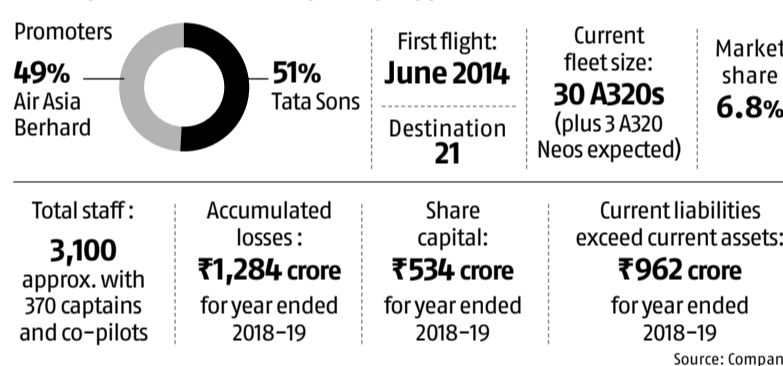 Promoters
49%
Air Asia
Berhard
51%
Tata Sons
First flight:
June 2014
Destination
21
Current
fleet size:
30 A320s
(plus 3 A320
Neos expected)
Market
share
6.8%
Total staff :
3,100
approx. with
370 captains
and co-pilots
Accumulated
losses :
₹1,284 crore
for year ended
2018-19
Share
capital:
₹534 crore
for year ended
2018-19
Current liabilities
exceed current assets:
₹962 crore
for year ended
2018-19
Source: Compan